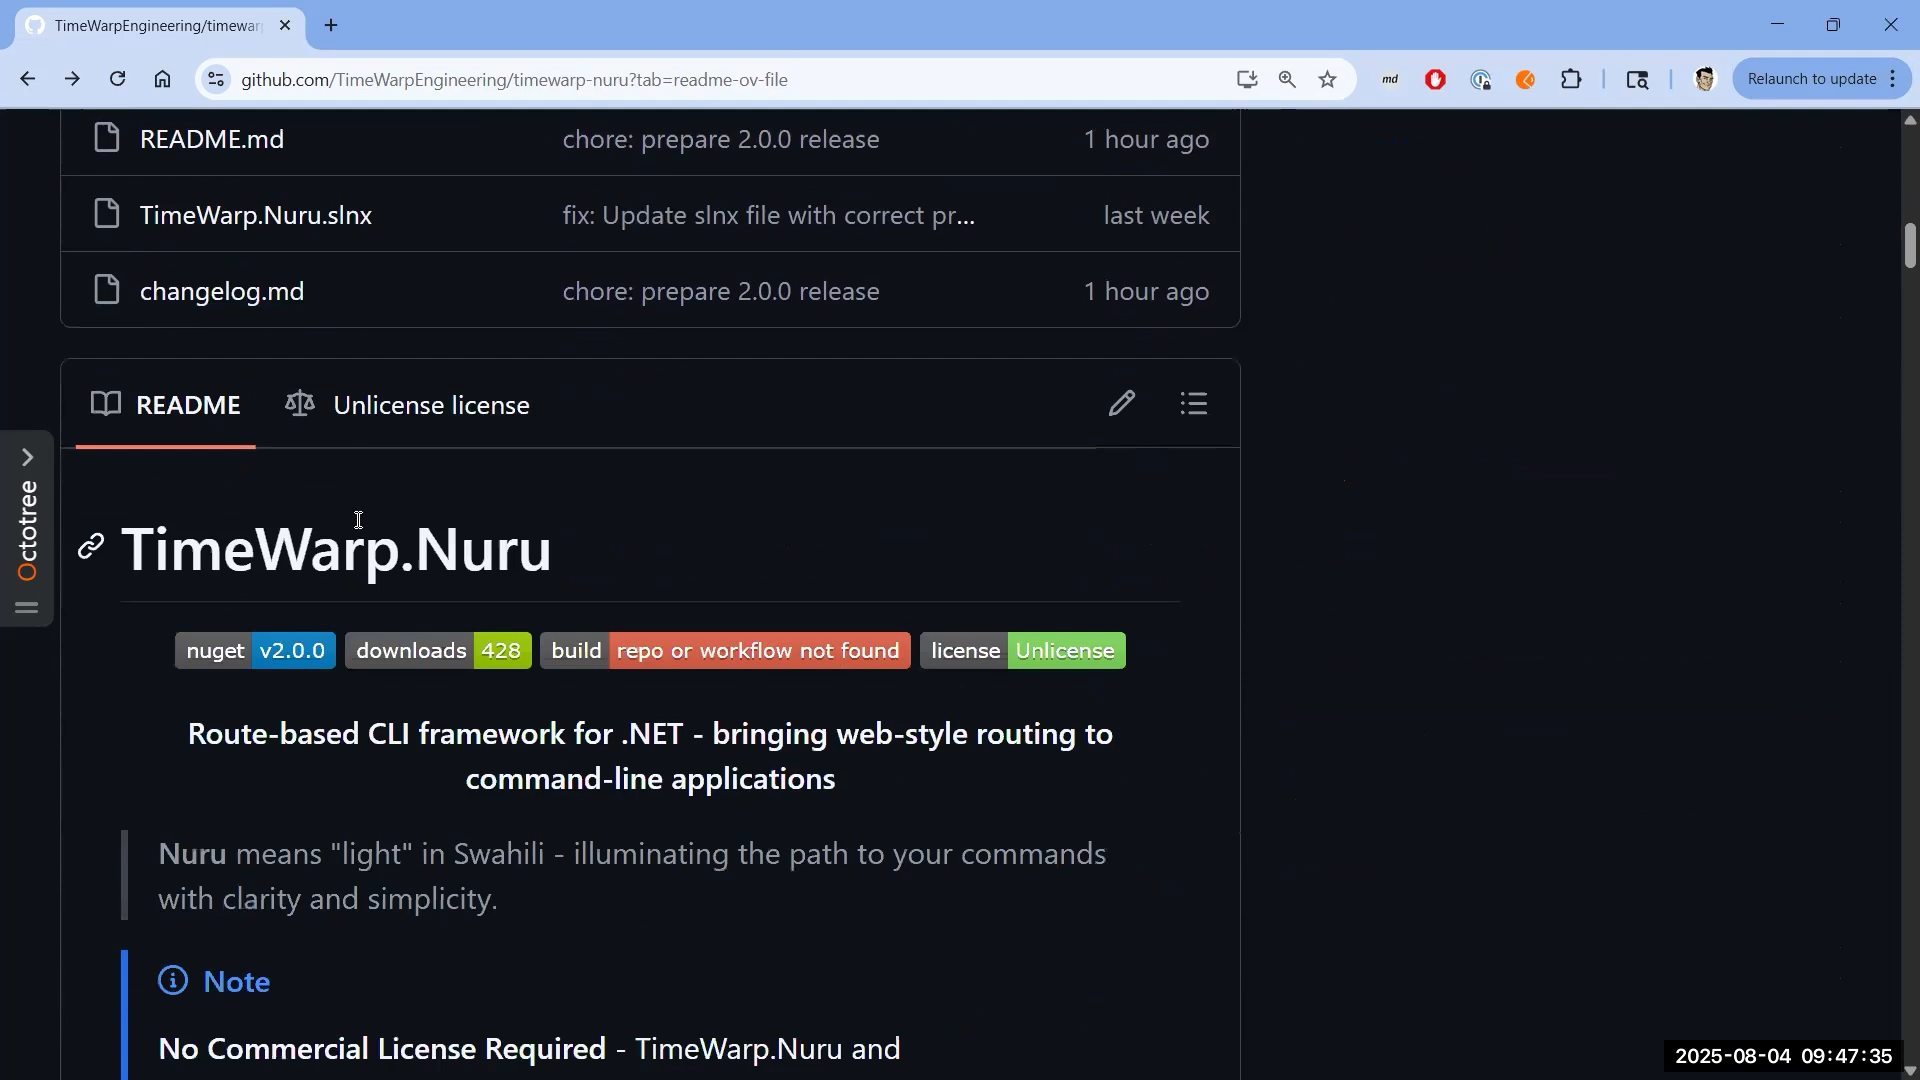 TimeWarpEngineering/timewar
github.com/TimeWarpEngineering/timewarp-nuru?tab=readme-ov-file
md
Relaunch to update
README.md chore: prepare 2.0.0 release 1 hour ago
TimeWarp.Nuru.slnx fix: Update slnx file with correct pr... last week
changelog.md chore: prepare 2.0.0 release 1 hour ago
README Unlicense license
Octotree
TimeWarp.Nuru
nuget v2.0.0 downloads 428 build repo or workflow not found license Unlicense
Route-based CLI framework for .NET - bringing web-style routing to
command-line applications
Nuru means "light" in Swahili - illuminating the path to your commands
with clarity and simplicity.
Note
No Commercial License Required - TimeWarp.Nuru and
2025-08-04 09:47:35